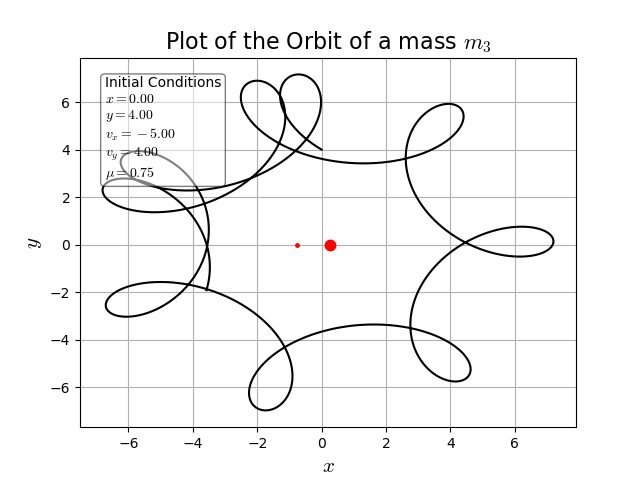 Plot of the Orbit of a mass m₃
Initial Conditions
x = 0.00
y = 4.00
vₓ = −5.00
v_y = 4.00
μ = 0.75
6
4
2
0
−2
−4
−6
y
−6 −4 −2 0 2 4 6
x